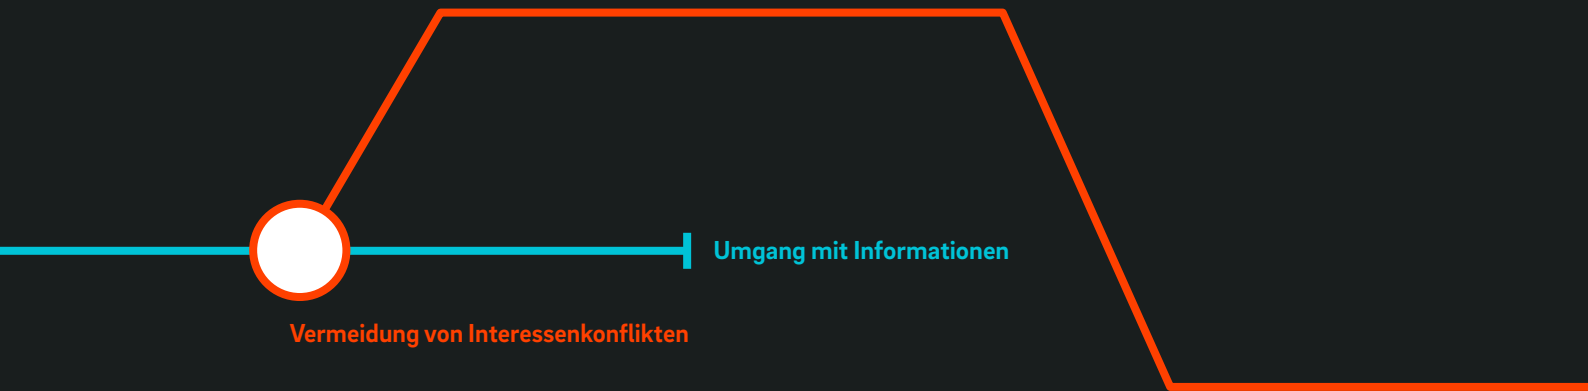 Umgang mit Informationen
Vermeidung von Interessenkonflikten